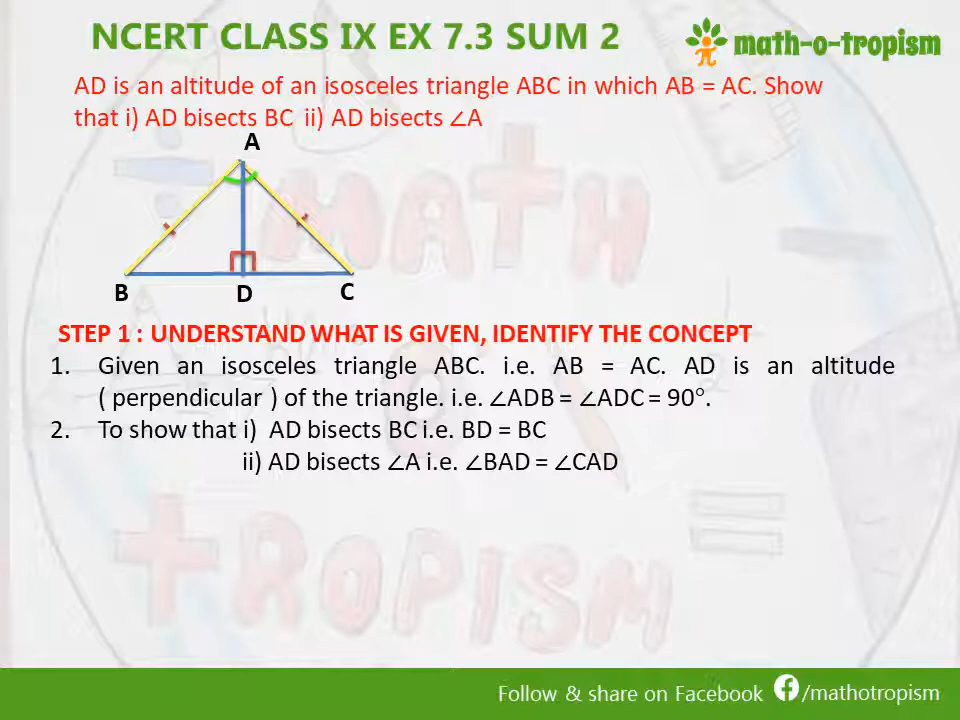 NCERT CLASS IX EX 7.3 SUM 2
math-o-tropism
AD is an altitude of an isosceles triangle ABC in which AB = AC. Show
that i) AD bisects BC ii) AD bisects ∠A
A
B
D
C
STEP 1 : UNDERSTAND WHAT IS GIVEN, IDENTIFY THE CONCEPT
1. Given an isosceles triangle ABC. i.e. AB = AC. AD is an altitude
( perpendicular ) of the triangle. i.e. ∠ADB = ∠ADC = 90°.
2. To show that i) AD bisects BC i.e. BD = BC
ii) AD bisects ∠A i.e. ∠BAD = ∠CAD
MATH
O
TROPISM
Follow & share on Facebook /mathotropism